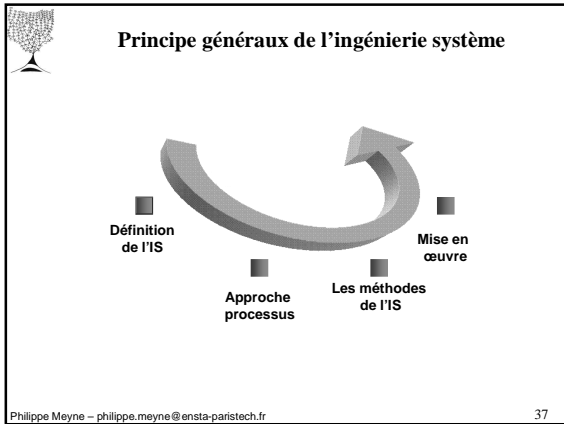 Principe généraux de l'ingénierie système
Définition
de l'IS
Approche
processus
Les méthodes
de l'IS
Mise en
œuvre
Philippe Meyne – philippe.meyne@ensta-paristech.fr
37